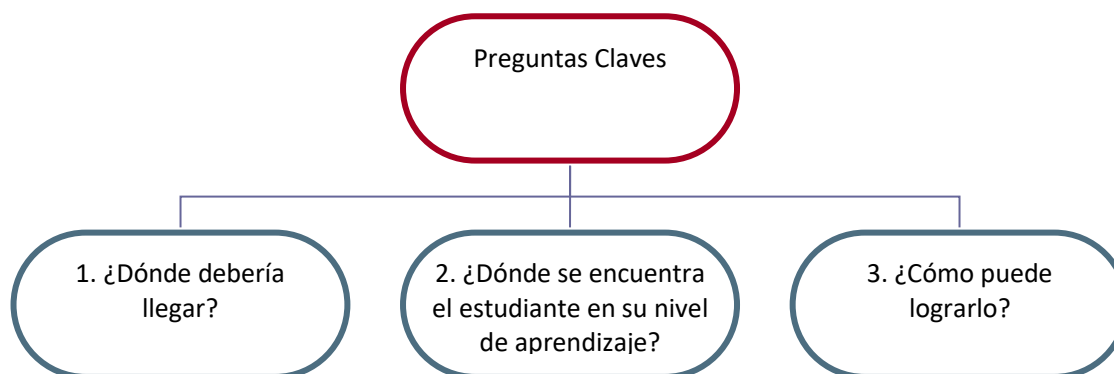 Preguntas Claves
1. ¿Dónde debería
llegar?
2. ¿Dónde se encuentra
el estudiante en su nivel
de aprendizaje?
3. ¿Cómo puede
lograrlo?